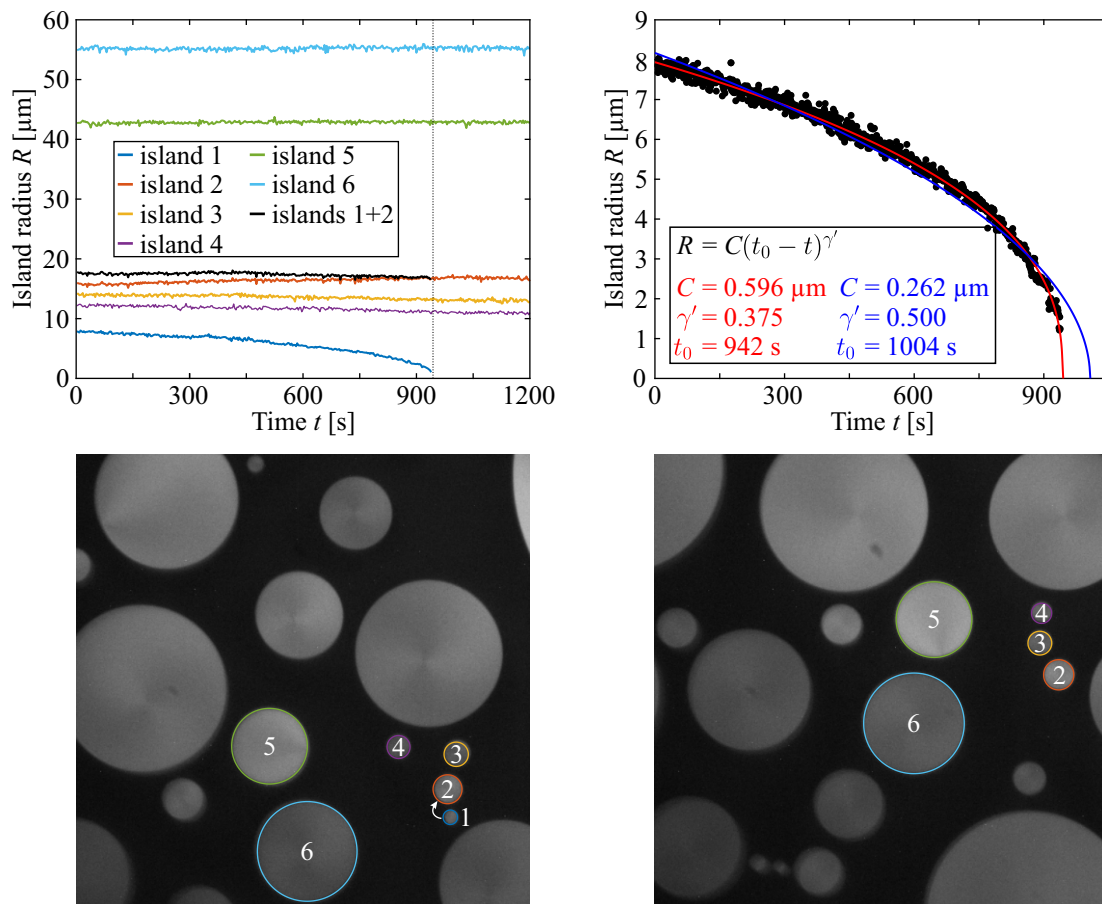 60
50
40
30
20
10
0
Island radius R [µm]
island 1
island 2
island 3
island 4
island 5
island 6
islands 1+2
0
300
600
900
1200
Time t [s]
9
8
7
6
5
4
3
2
1
0
Island radius R [µm]
R = C(t₀ − t)^γ′
C = 0.596 µm
γ′ = 0.375
t₀ = 942 s
C = 0.262 µm
γ′ = 0.500
t₀ = 1004 s
0
300
600
900
Time t [s]
5
4
3
2
1
6
4
5
3
2
6